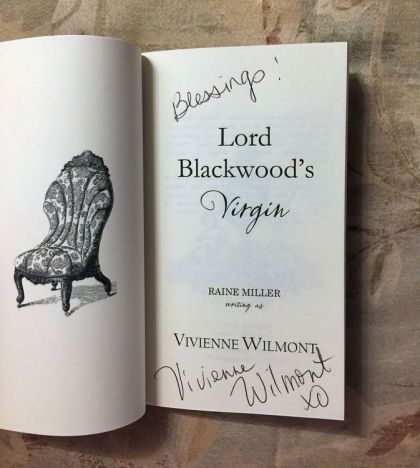 Blessings!
Lord
Blackwood's
Virgin
RAINE MILLER
writing as
VIVIENNE WILMONT
Vivienne Wilmont
xo